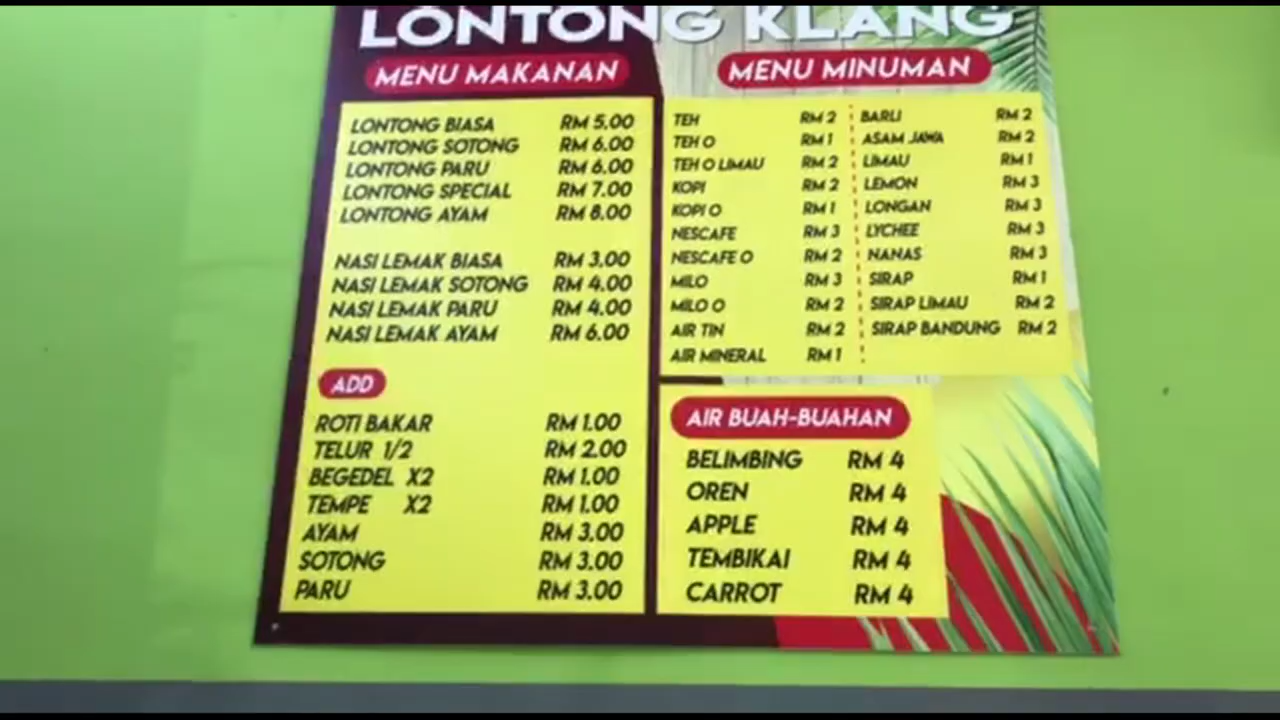 LONTONG KLANG
MENU MAKANAN
LONTONG BIASA RM 5.00
LONTONG SOTONG RM 6.00
LONTONG PARU RM 6.00
LONTONG SPECIAL RM 7.00
LONTONG AYAM RM 8.00
NASI LEMAK BIASA RM 3.00
NASI LEMAK SOTONG RM 4.00
NASI LEMAK PARU RM 4.00
NASI LEMAK AYAM RM 6.00
ADD
ROTI BAKAR RM 1.00
TELUR 1/2 RM 2.00
BEGEDEL X2 RM 1.00
TEMPE X2 RM 1.00
AYAM RM 3.00
SOTONG RM 3.00
PARU RM 3.00
MENU MINUMAN
TEH RM 2
TEH O RM 1
TEH O LIMAU RM 2
KOPI RM 2
KOPI O RM 1
NESCAFE RM 3
NESCAFE O RM 2
MILO RM 3
MILO O RM 2
AIR TIN RM 2
AIR MINERAL RM 1
BARLI RM 2
ASAM JAWA RM 2
LIMAU RM 1
LEMON RM 3
LONGAN RM 3
LYCHEE RM 3
NANAS RM 3
SIRAP RM 1
SIRAP LIMAU RM 2
SIRAP BANDUNG RM 2
AIR BUAH-BUAHAN
BELIMBING RM 4
OREN RM 4
APPLE RM 4
TEMBIKAI RM 4
CARROT RM 4